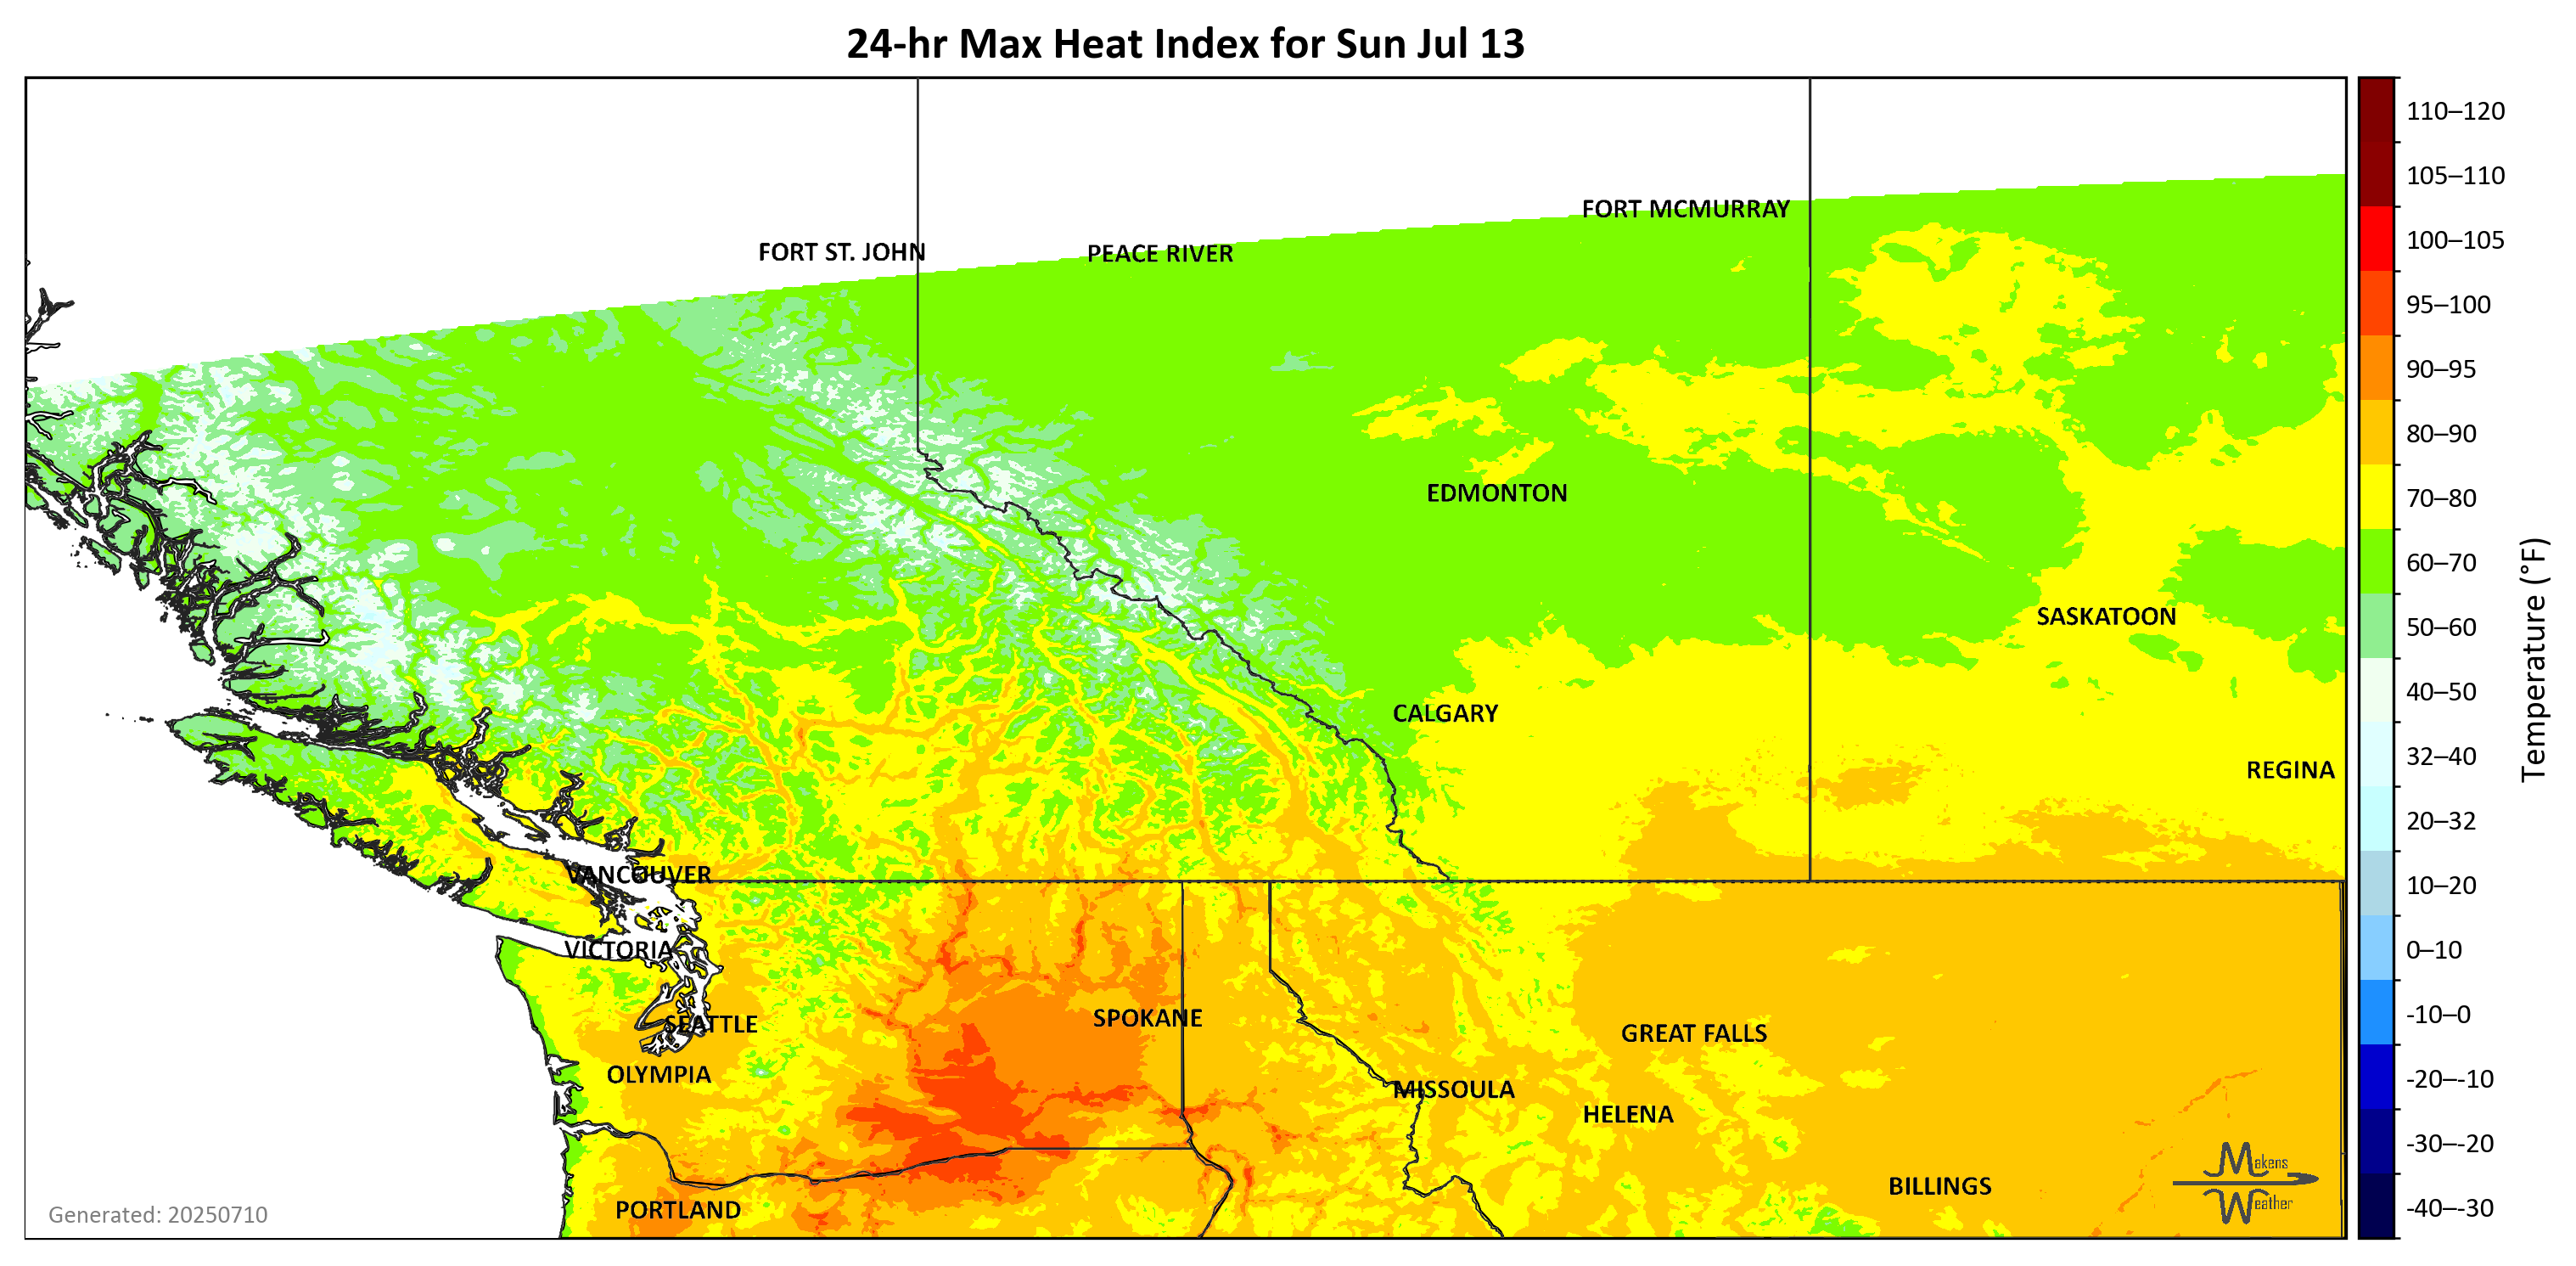 24-hr Max Heat Index for Sun Jul 13
FORT MCMURRAY
FORT ST. JOHN
PEACE RIVER
EDMONTON
SASKATOON
CALGARY
REGINA
VANCOUVER
VICTORIA
SEATTLE
SPOKANE
GREAT FALLS
OLYMPIA
MISSOULA
HELENA
BILLINGS
PORTLAND
Makens
Weather
Generated: 20250710
110–120
105–110
100–105
95–100
90–95
80–90
70–80
60–70
50–60
40–50
32–40
20–32
10–20
0–10
-10–0
-20–-10
-30–-20
-40–-30
Temperature (°F)